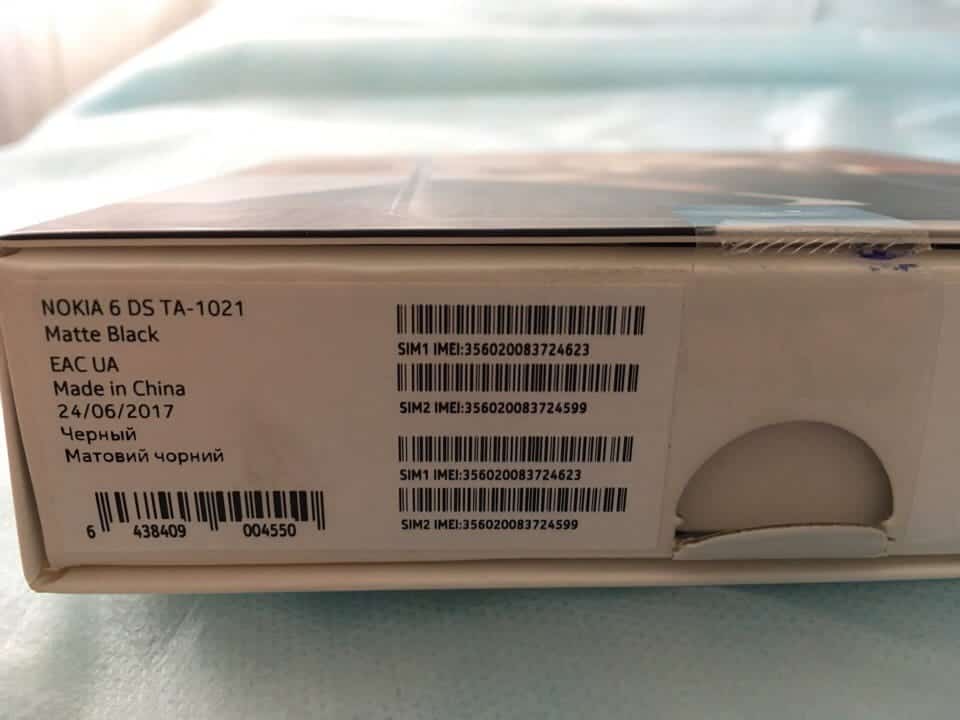 NOKIA 6 DS TA-1021
Matte Black
EAC UA
Made in China
24/06/2017
Черный
Матовий чорний
6 438409 004550
SIM1 IMEI:356020083724623
SIM2 IMEI:356020083724599
SIM1 IMEI:356020083724623
SIM2 IMEI:356020083724599